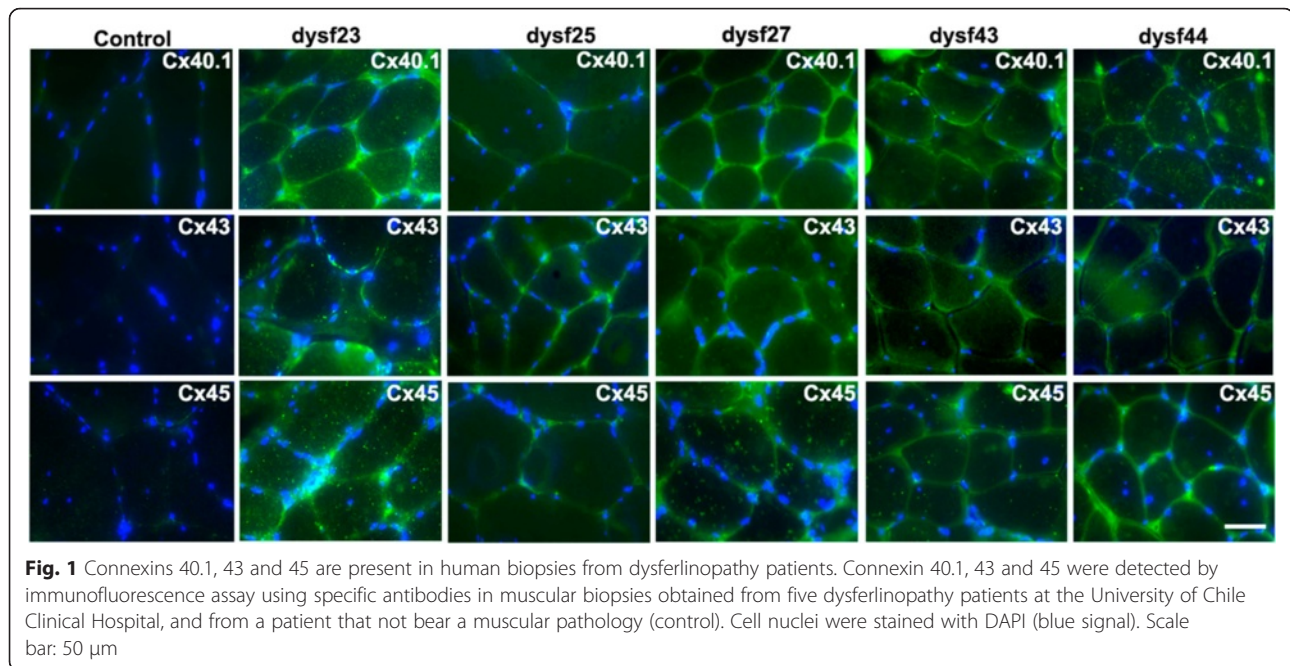 Control dysf23 dysf25 dysf27 dysf43 dysf44
Cx40.1 Cx40.1 Cx40.1 Cx40.1 Cx40.1 Cx40.1
Cx43 Cx43 Cx43 Cx43 Cx43 Cx43
Cx45 Cx45 Cx45 Cx45 Cx45 Cx45
Fig. 1 Connexins 40.1, 43 and 45 are present in human biopsies from dysferlinopathy patients. Connexin 40.1, 43 and 45 were detected by
immunofluorescence assay using specific antibodies in muscular biopsies obtained from five dysferlinopathy patients at the University of Chile
Clinical Hospital, and from a patient that not bear a muscular pathology (control). Cell nuclei were stained with DAPI (blue signal). Scale
bar: 50 μm